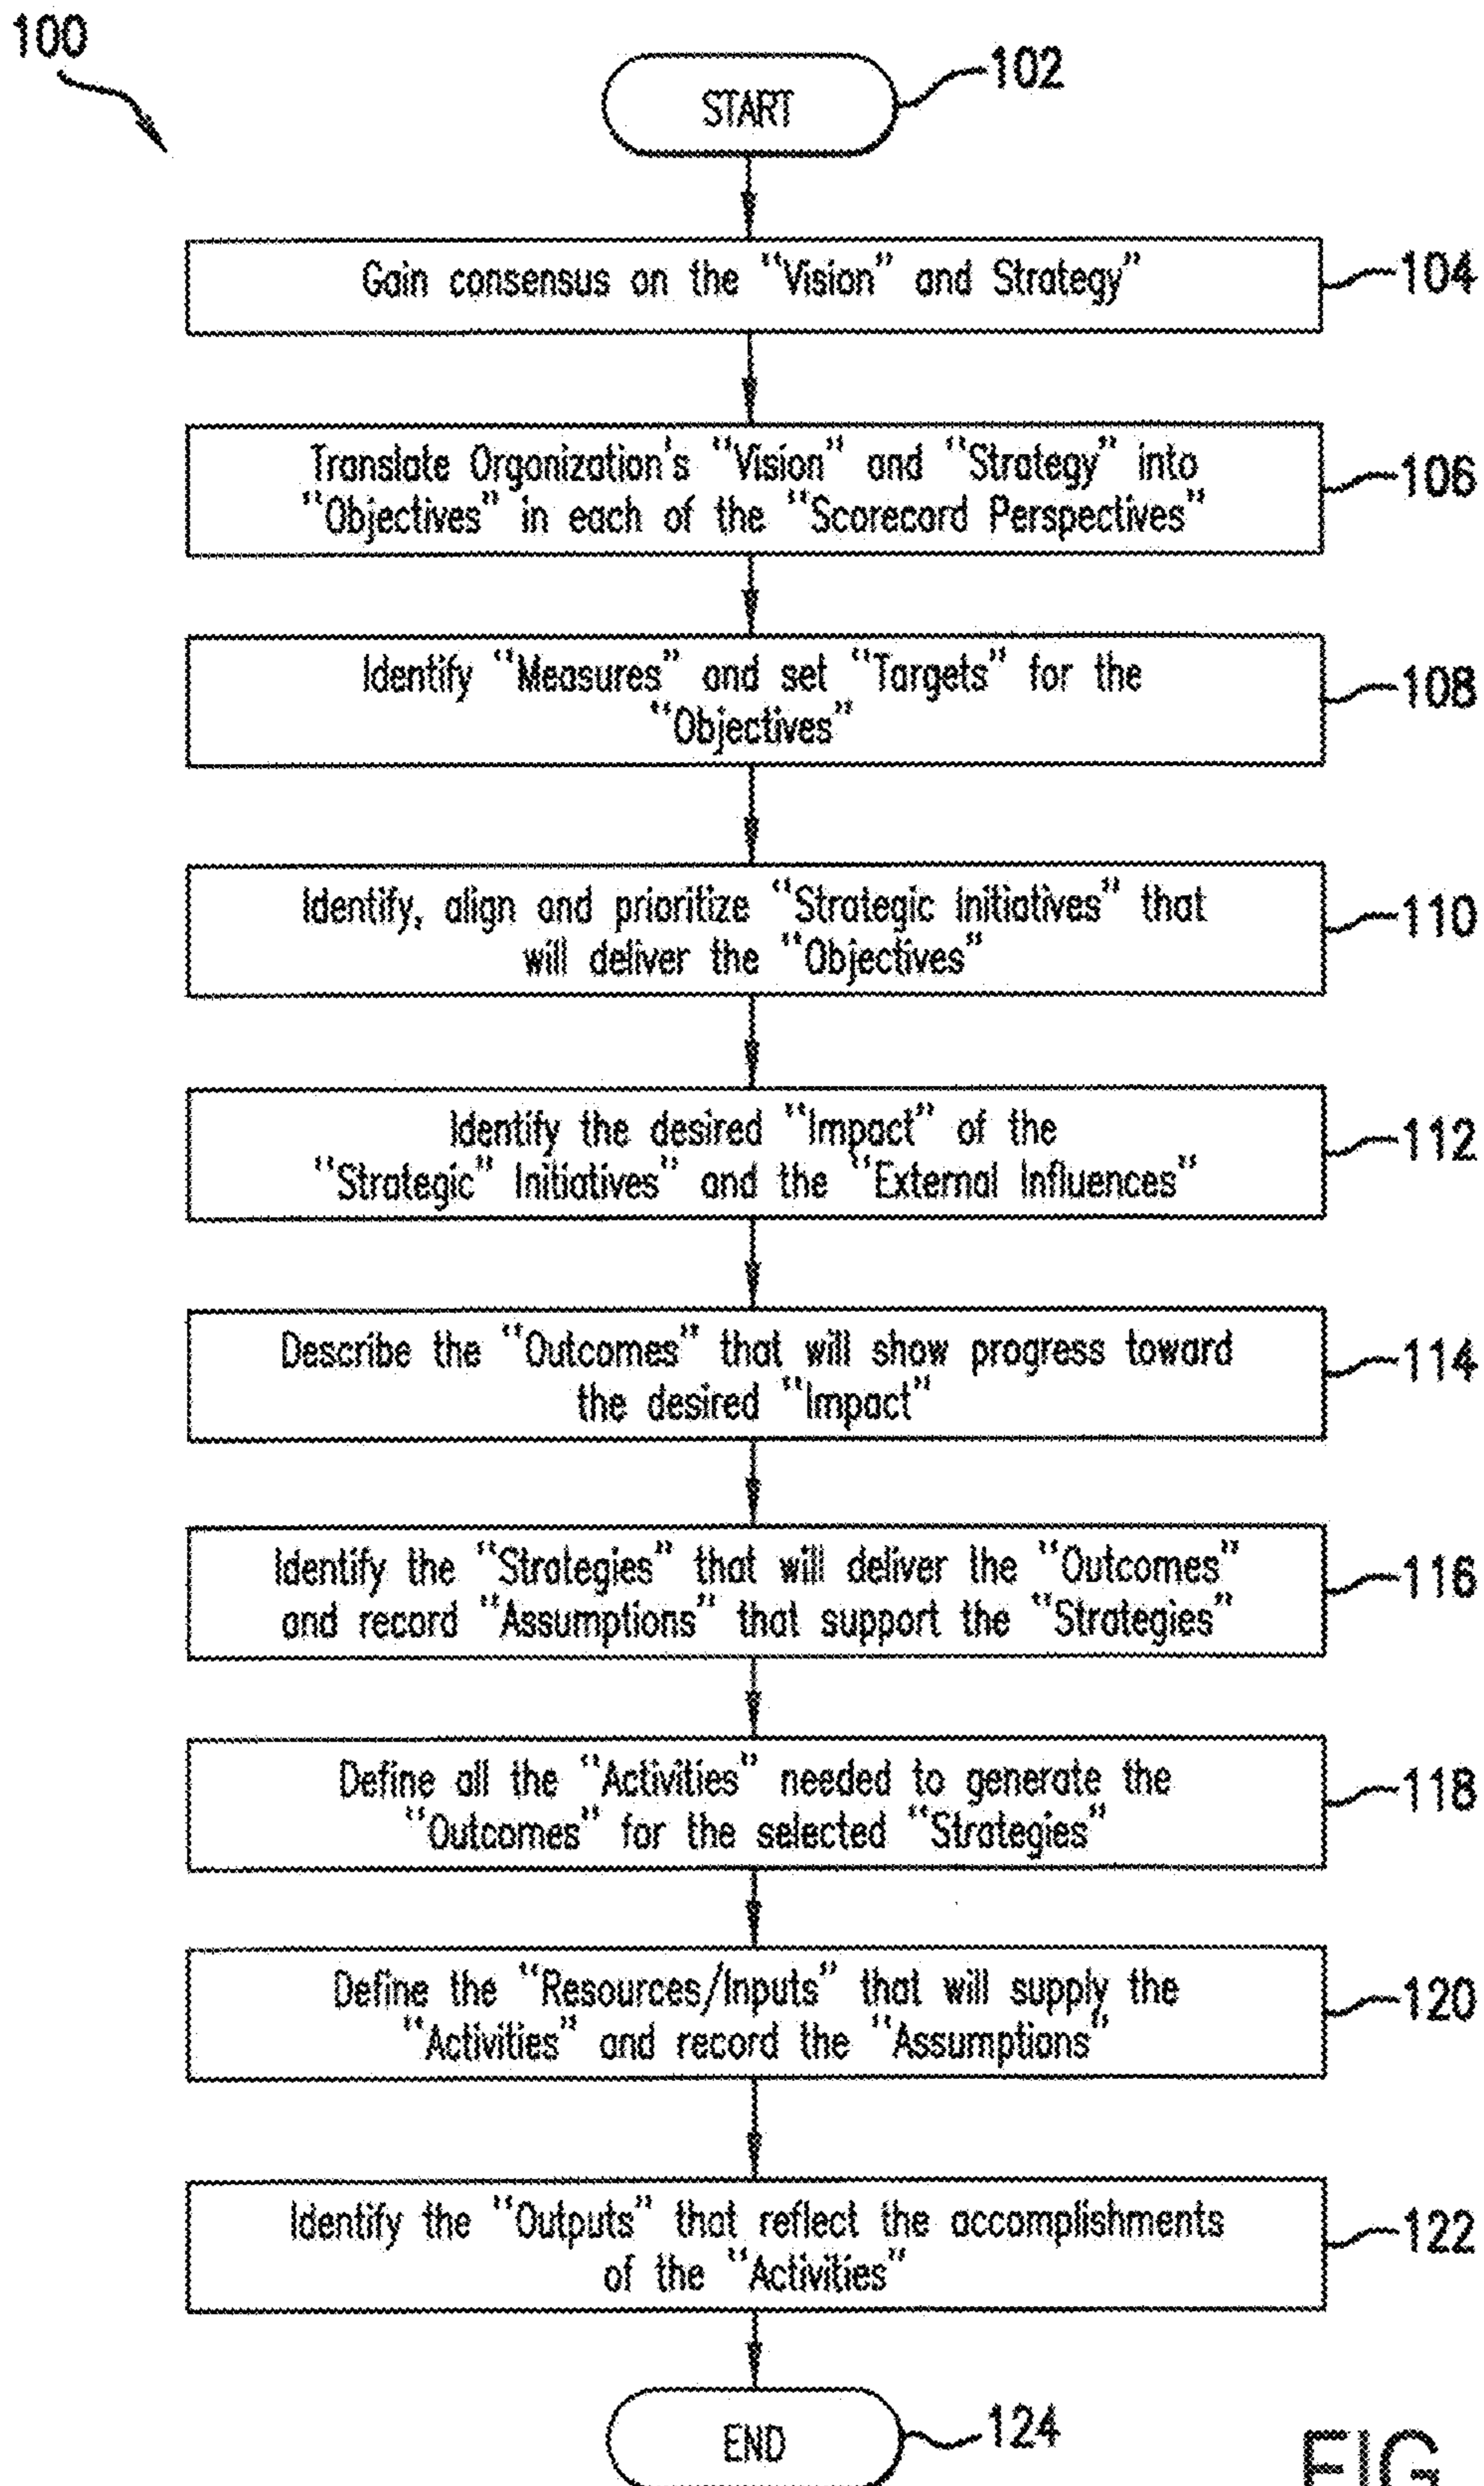 100
START
102
Gain consensus on the "Vision" and Strategy"
104
Translate Organization's "Vision" and "Strategy" into
"Objectives" in each of the "Scorecard Perspectives"
106
Identify "Measures" and set "Targets" for the
"Objectives"
108
Identify, align and prioritize "Strategic Initiatives" that
will deliver the "Objectives"
110
Identify the desired "Impact" of the
"Strategic" Initiatives" and the "External Influences"
112
Describe the "Outcomes" that will show progress toward
the desired "Impact"
114
Identify the "Strategies" that will deliver the "Outcomes"
and record "Assumptions" that support the "Strategies"
116
Define all the "Activities" needed to generate the
"Outcomes" for the selected "Strategies"
118
Define the "Resources/Inputs" that will supply the
"Activities" and record the "Assumptions"
120
Identify the "Outputs" that reflect the accomplishments
of the "Activities"
122
END
124
FIG